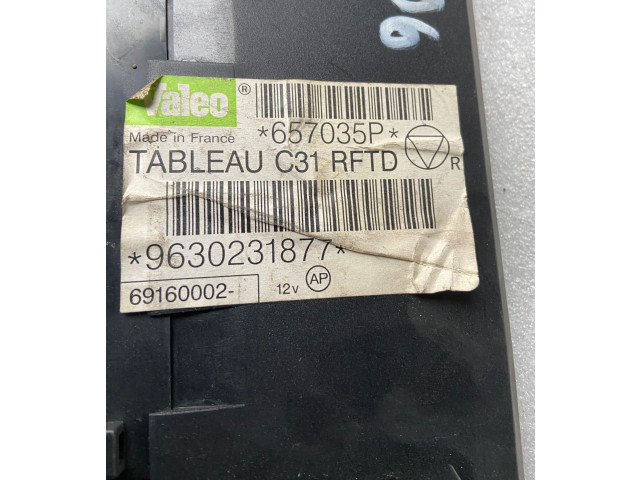 Valeo ®
*657035P*
Made in France
TABLEAU C31 RFTD
R
*9630231877*
69160002-
12v
AP